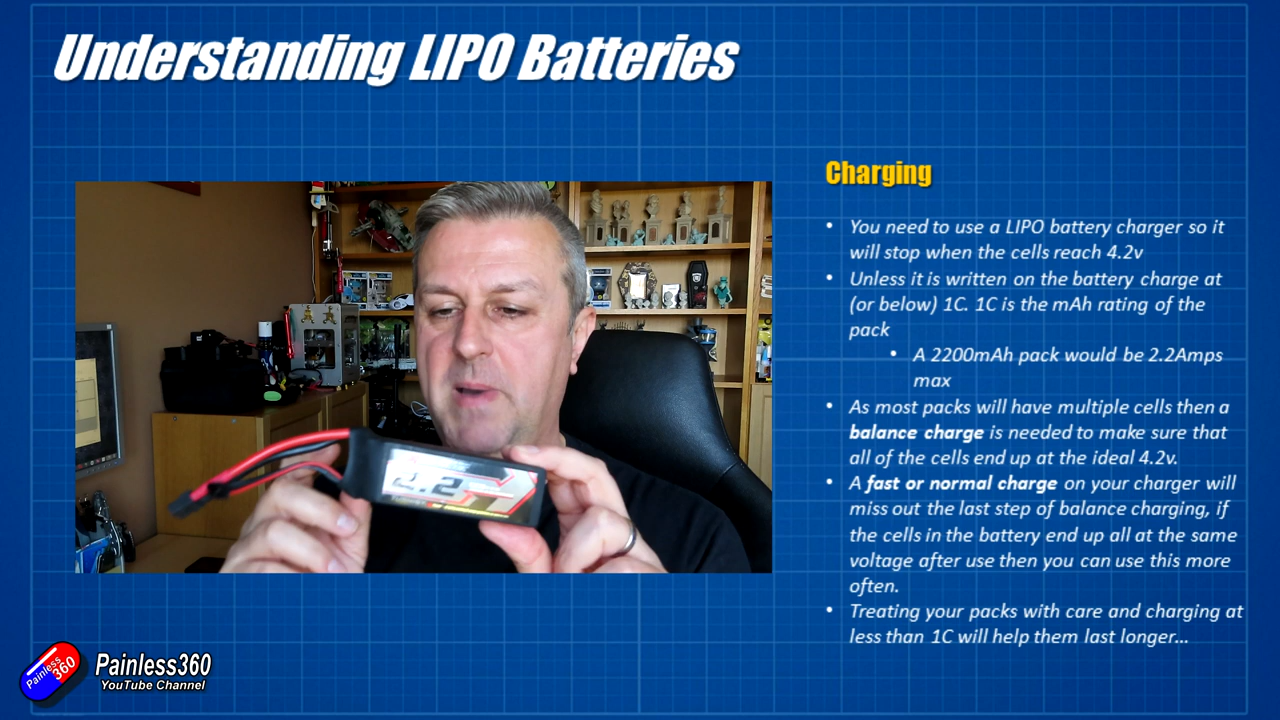 Understanding LIPO Batteries
Charging
• You need to use a LIPO battery charger so it
will stop when the cells reach 4.2v
• Unless it is written on the battery charge at
(or below) 1C. 1C is the mAh rating of the
pack
• A 2200mAh pack would be 2.2Amps
max
• As most packs will have multiple cells then a
balance charge is needed to make sure that
all of the cells end up at the ideal 4.2v.
• A fast or normal charge on your charger will
miss out the last step of balance charging, if
the cells in the battery end up all at the same
voltage after use then you can use this more
often.
• Treating your packs with care and charging at
less than 1C will help them last longer...
2.2
Painless
360
Painless360
YouTube Channel